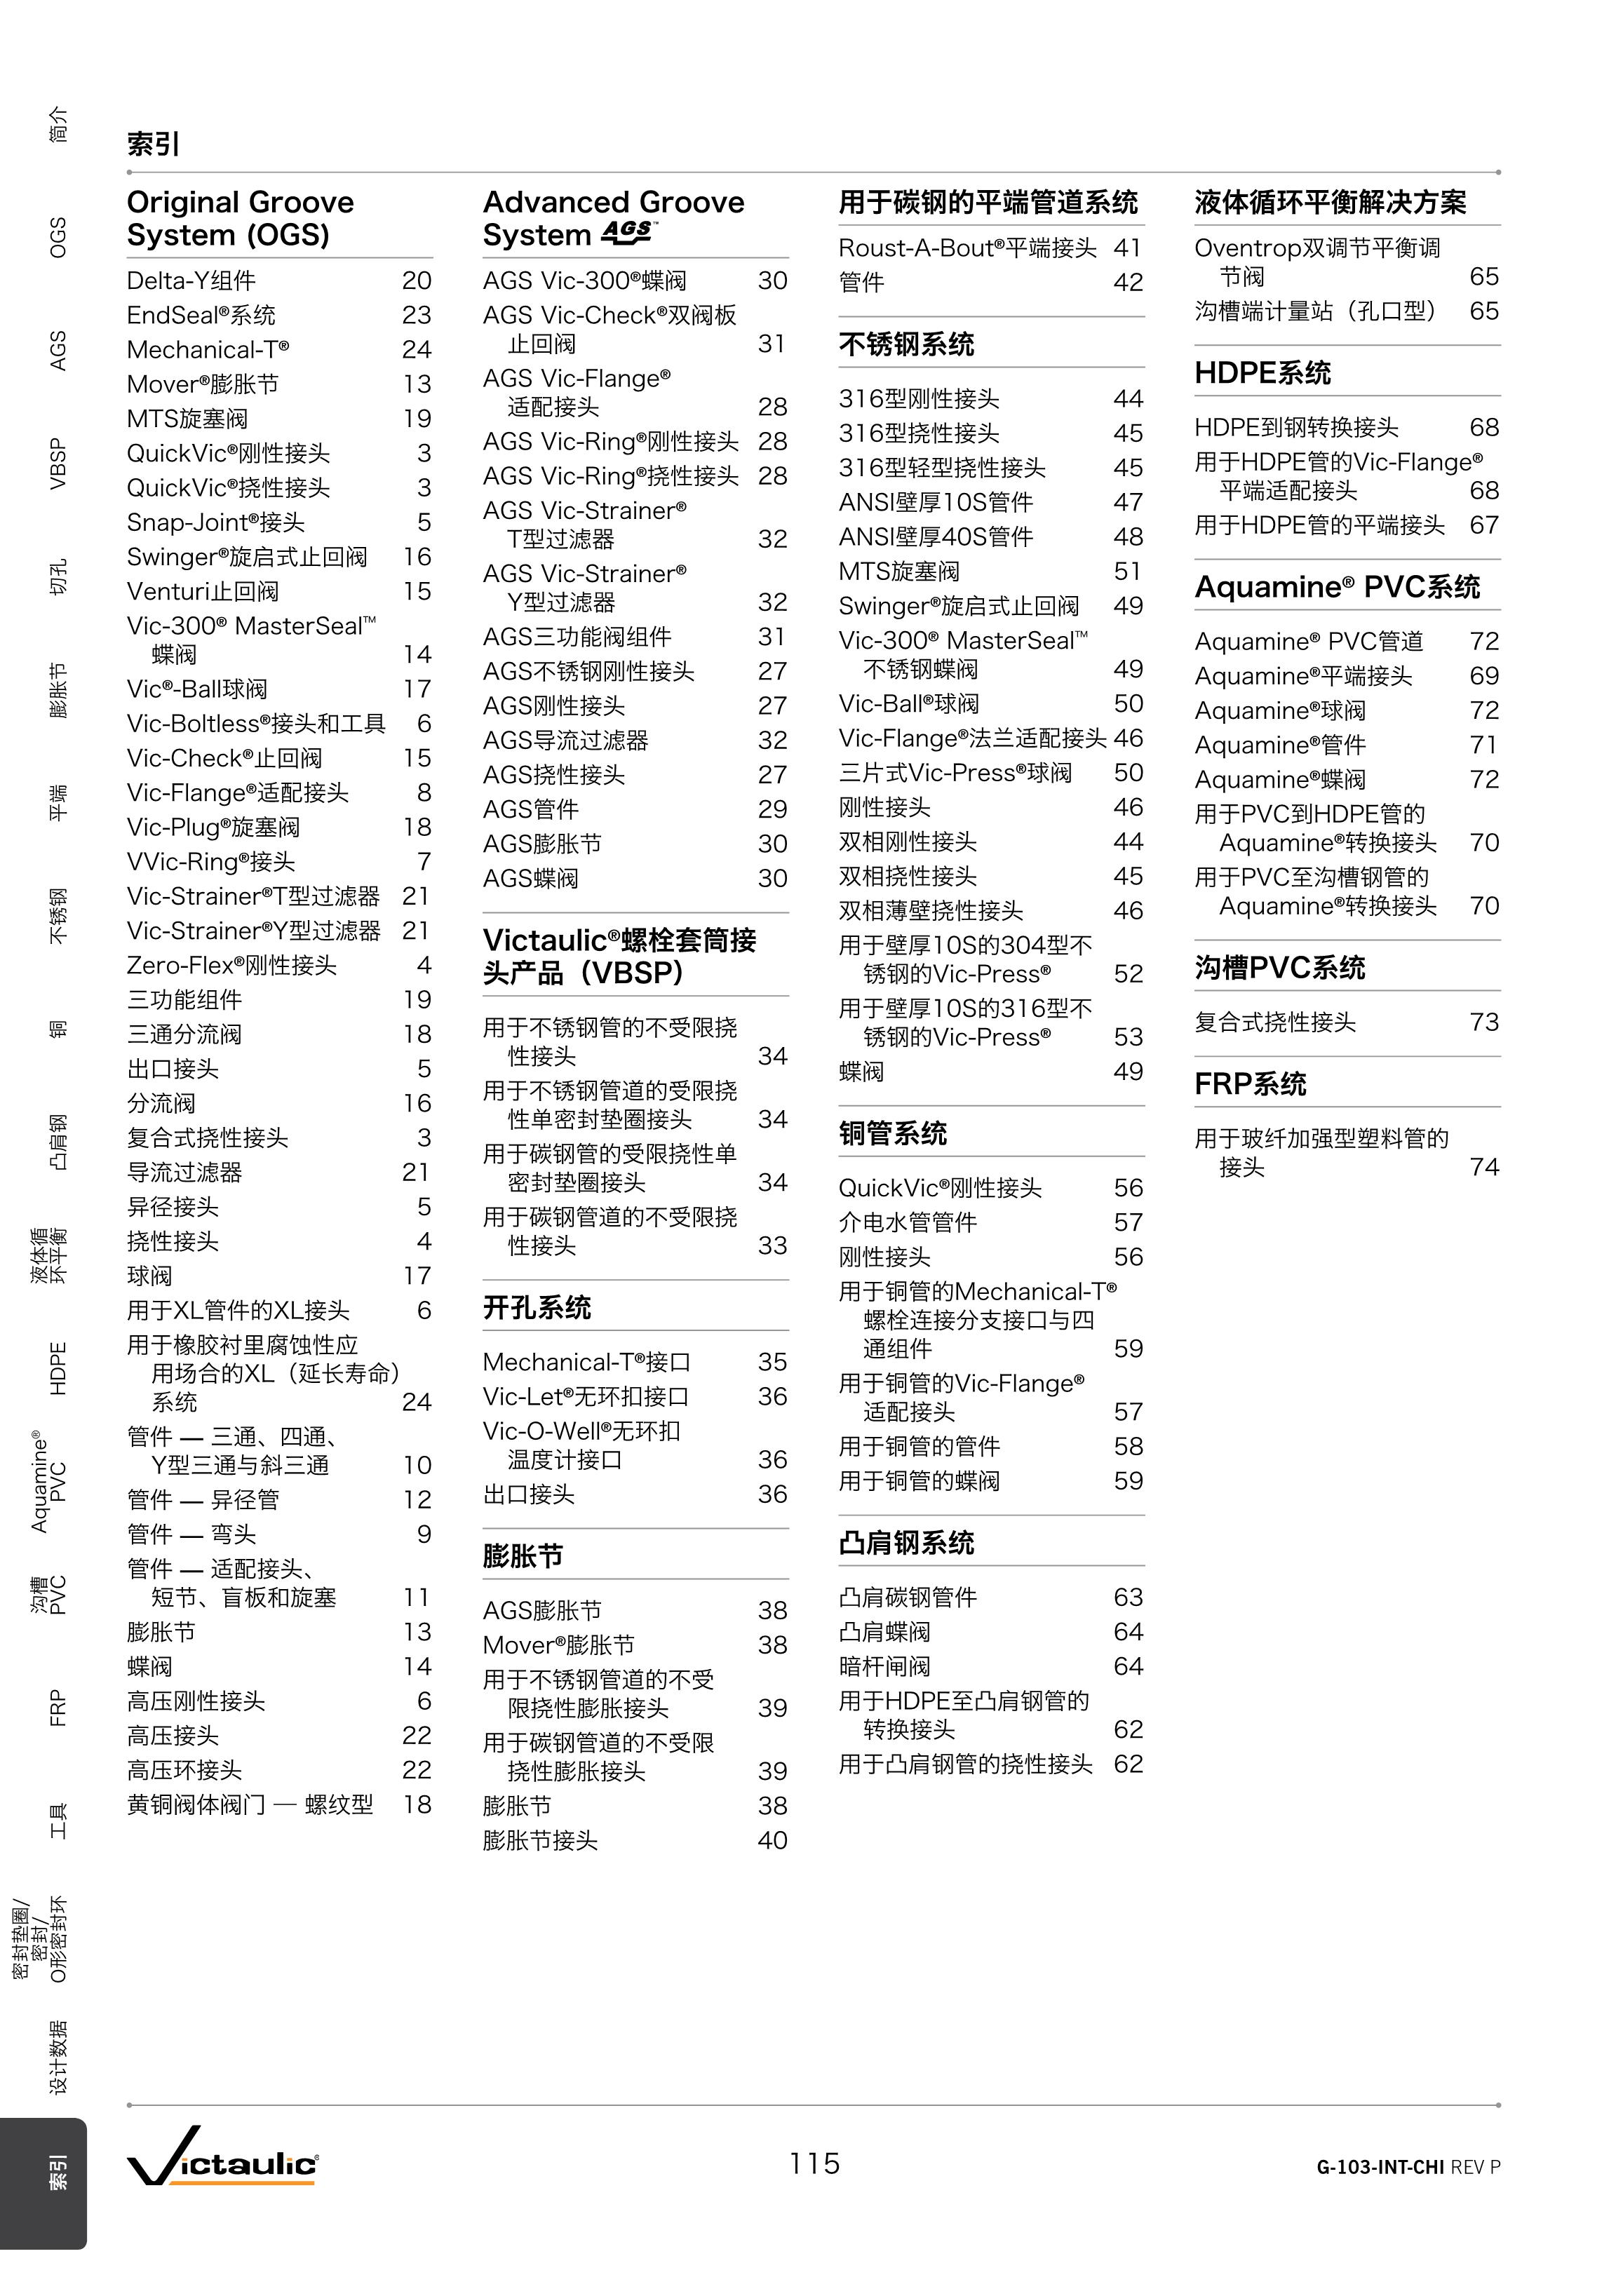 索引
Original Groove
System (OGS)
Delta-Y组件 20
EndSeal®系统 23
Mechanical-T® 24
Mover®膨胀节 13
MTS旋塞阀 19
QuickVic®刚性接头 3
QuickVic®挠性接头 3
Snap-Joint®接头 5
Swinger®旋启式止回阀 16
Venturi止回阀 15
Vic-300® MasterSeal™
蝶阀 14
Vic®-Ball球阀 17
Vic-Boltless®接头和工具 6
Vic-Check®止回阀 15
Vic-Flange®适配接头 8
Vic-Plug®旋塞阀 18
VVic-Ring®接头 7
Vic-Strainer®T型过滤器 21
Vic-Strainer®Y型过滤器 21
Zero-Flex®刚性接头 4
三功能组件 19
三通分流阀 18
出口接头 5
分流阀 16
复合式挠性接头 3
导流过滤器 21
异径接头 5
挠性接头 4
球阀 17
用于XL管件的XL接头 6
用于橡胶衬里腐蚀性应
用场合的XL（延长寿命）
系统 24
管件 — 三通、四通、
Y型三通与斜三通 10
管件 — 异径管 12
管件 — 弯头 9
管件 — 适配接头、
短节、盲板和旋塞 11
膨胀节 13
蝶阀 14
高压刚性接头 6
高压接头 22
高压环接头 22
黄铜阀体阀门 — 螺纹型 18
Advanced Groove
System AGS™
AGS Vic-300®蝶阀 30
AGS Vic-Check®双阀板
止回阀 31
AGS Vic-Flange®
适配接头 28
AGS Vic-Ring®刚性接头 28
AGS Vic-Ring®挠性接头 28
AGS Vic-Strainer®
T型过滤器 32
AGS Vic-Strainer®
Y型过滤器 32
AGS三功能阀组件 31
AGS不锈钢刚性接头 27
AGS刚性接头 27
AGS导流过滤器 32
AGS挠性接头 27
AGS管件 29
AGS膨胀节 30
AGS蝶阀 30
Victaulic®螺栓套筒接
头产品（VBSP）
用于不锈钢管的不受限挠
性接头 34
用于不锈钢管道的受限挠
性单密封垫圈接头 34
用于碳钢管的受限挠性单
密封垫圈接头 34
用于碳钢管道的不受限挠
性接头 33
开孔系统
Mechanical-T®接口 35
Vic-Let®无环扣接口 36
Vic-O-Well®无环扣
温度计接口 36
出口接头 36
膨胀节
AGS膨胀节 38
Mover®膨胀节 38
用于不锈钢管道的不受
限挠性膨胀接头 39
用于碳钢管道的不受限
挠性膨胀接头 39
膨胀节 38
膨胀节接头 40
用于碳钢的平端管道系统
Roust-A-Bout®平端接头 41
管件 42
不锈钢系统
316型刚性接头 44
316型挠性接头 45
316型轻型挠性接头 45
ANSI壁厚10S管件 47
ANSI壁厚40S管件 48
MTS旋塞阀 51
Swinger®旋启式止回阀 49
Vic-300® MasterSeal™
不锈钢蝶阀 49
Vic-Ball®球阀 50
Vic-Flange®法兰适配接头 46
三片式Vic-Press®球阀 50
刚性接头 46
双相刚性接头 44
双相挠性接头 45
双相薄壁挠性接头 46
用于壁厚10S的304型不
锈钢的Vic-Press® 52
用于壁厚10S的316型不
锈钢的Vic-Press® 53
蝶阀 49
铜管系统
QuickVic®刚性接头 56
介电水管管件 57
刚性接头 56
用于铜管的Mechanical-T®
螺栓连接分支接口与四
通组件 59
用于铜管的Vic-Flange®
适配接头 57
用于铜管的管件 58
用于铜管的蝶阀 59
凸肩钢系统
凸肩碳钢管件 63
凸肩蝶阀 64
暗杆闸阀 64
用于HDPE至凸肩钢管的
转换接头 62
用于凸肩钢管的挠性接头 62
液体循环平衡解决方案
Oventrop双调节平衡调
节阀 65
沟槽端计量站（孔口型） 65
HDPE系统
HDPE到钢转换接头 68
用于HDPE管的Vic-Flange®
平端适配接头 68
用于HDPE管的平端接头 67
Aquamine® PVC系统
Aquamine® PVC管道 72
Aquamine®平端接头 69
Aquamine®球阀 72
Aquamine®管件 71
Aquamine®蝶阀 72
用于PVC到HDPE管的
Aquamine®转换接头 70
用于PVC至沟槽钢管的
Aquamine®转换接头 70
沟槽PVC系统
复合式挠性接头 73
FRP系统
用于玻纤加强型塑料管的
接头 74
简介
OGS
AGS
VBSP
切孔
膨胀节
平端
不锈钢
铜
凸肩钢
液体循
环平衡
HDPE
Aquamine®
PVC
沟槽
PVC
FRP
工具
密封垫圈/
密封/
O形密封环
设计数据
索引
Victaulic®
115
G-103-INT-CHI REV P